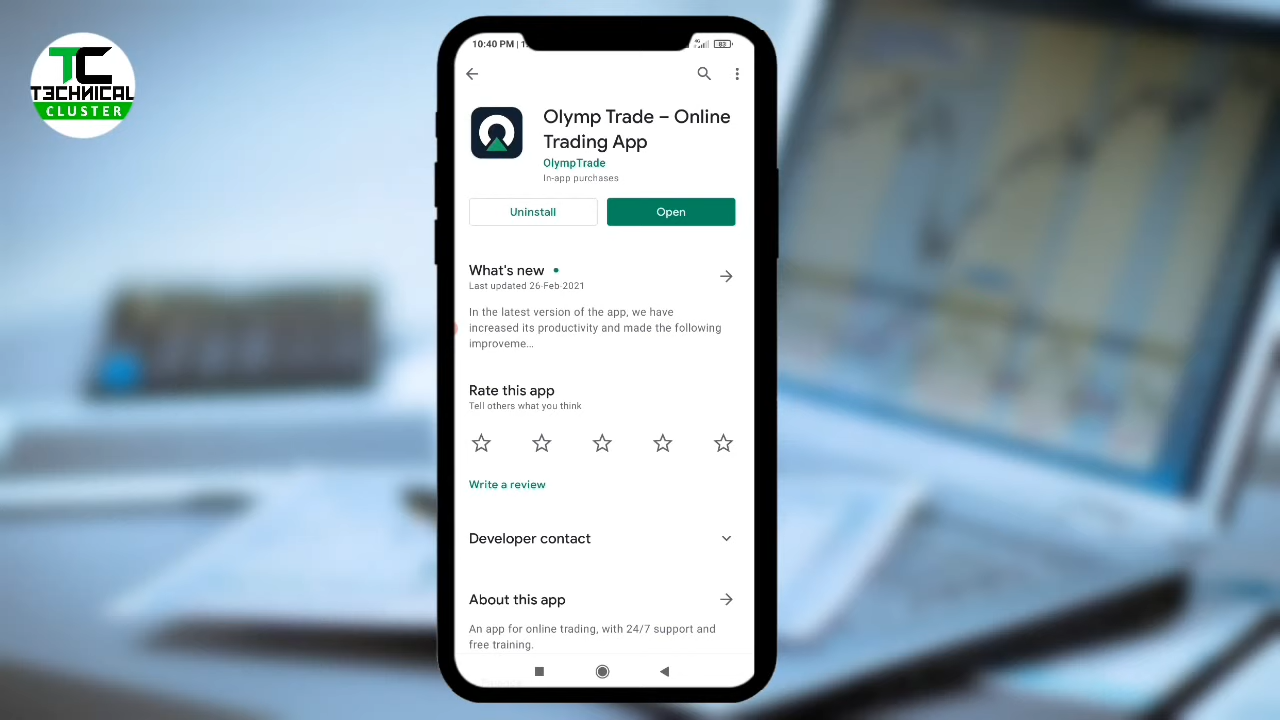 TC
TECHNICAL
CLUSTER
10:40 PM
83
Olymp Trade – Online
Trading App
OlympTrade
In-app purchases
Uninstall
Open
What's new
Last updated 26-Feb-2021
In the latest version of the app, we have
increased its productivity and made the following
improveme...
Rate this app
Tell others what you think
Write a review
Developer contact
About this app
An app for online trading, with 24/7 support and
free training.